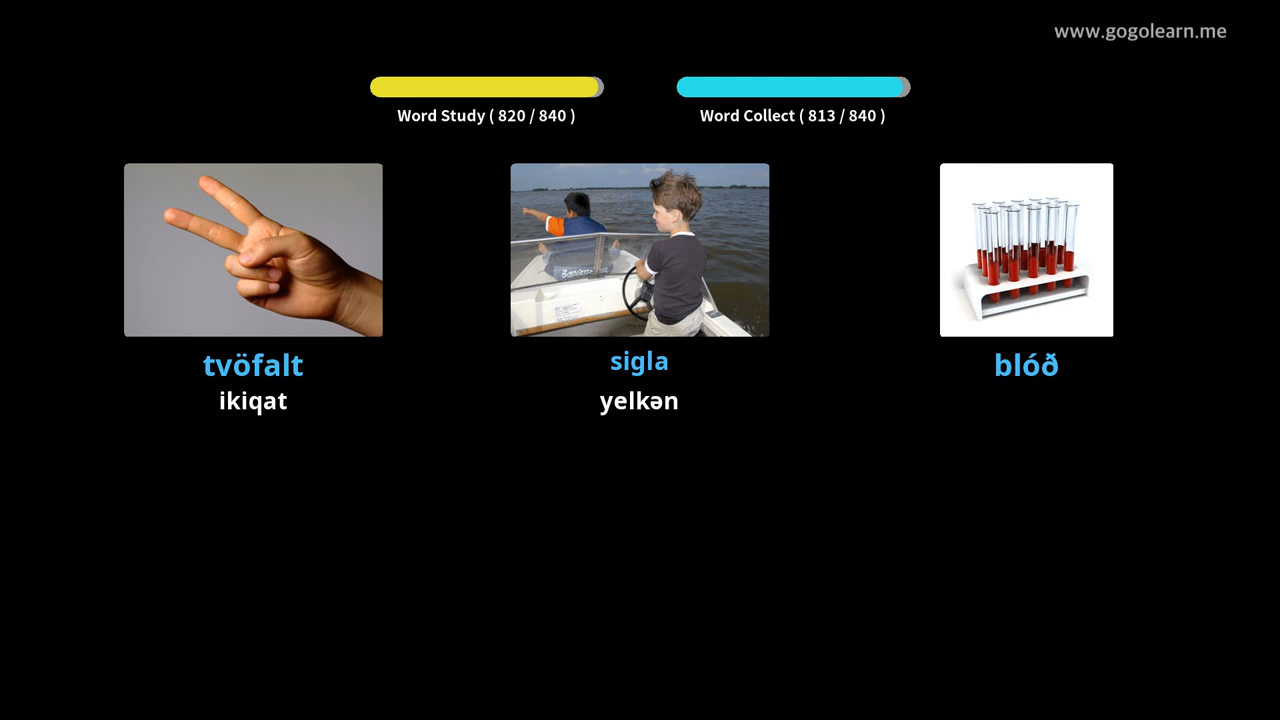 www.gogolearn.me
Word Study ( 820 / 840 )
Word Collect ( 813 / 840 )
tvöfalt
ikiqat
sigla
yelkən
blóð